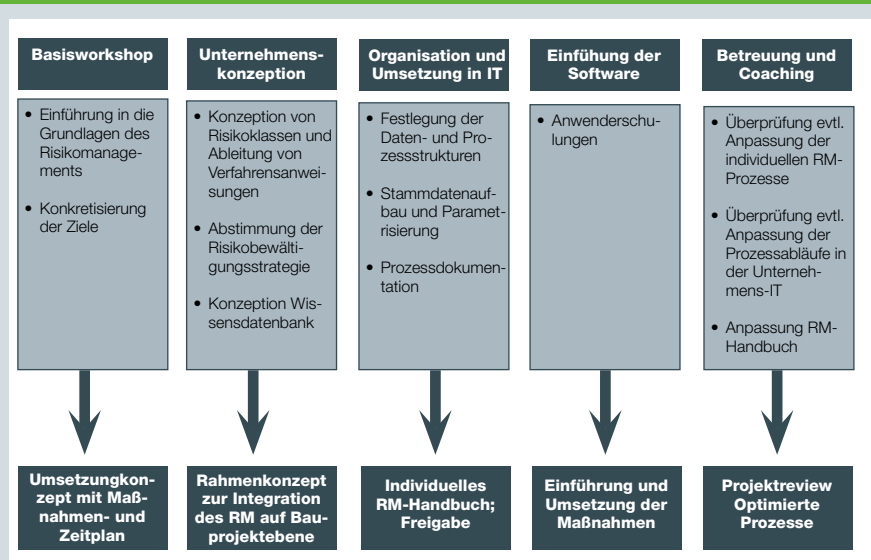 Basisworkshop
• Einführung in die
Grundlagen des
Risikomanage-
ments
• Konkretisierung
der Ziele
Umsetzungkon-
zept mit Maß-
nahmen- und
Zeitplan
Unternehmens-
konzeption
• Konzeption von
Risikoklassen und
Ableitung von
Verfahrensanwei-
sungen
• Abstimmung der
Risikobewälti-
gungsstrategie
• Konzeption Wis-
sensdatenbank
Rahmenkonzept
zur Integration
des RM auf Bau-
projektebene
Organisation und
Umsetzung in IT
• Festlegung der
Daten- und Pro-
zessstrukturen
• Stammdatenauf-
bau und Paramet-
risierung
• Prozessdokumen-
tation
Individuelles
RM-Handbuch;
Freigabe
Einfühung der
Software
• Anwenderschu-
lungen
Einführung und
Umsetzung der
Maßnahmen
Betreuung und
Coaching
• Überprüfung evtl.
Anpassung der
individuellen RM-
Prozesse
• Überprüfung evtl.
Anpassung der
Prozessabläufe in
der Unterneh-
mens-IT
• Anpassung RM-
Handbuch
Projektreview
Optimierte
Prozesse